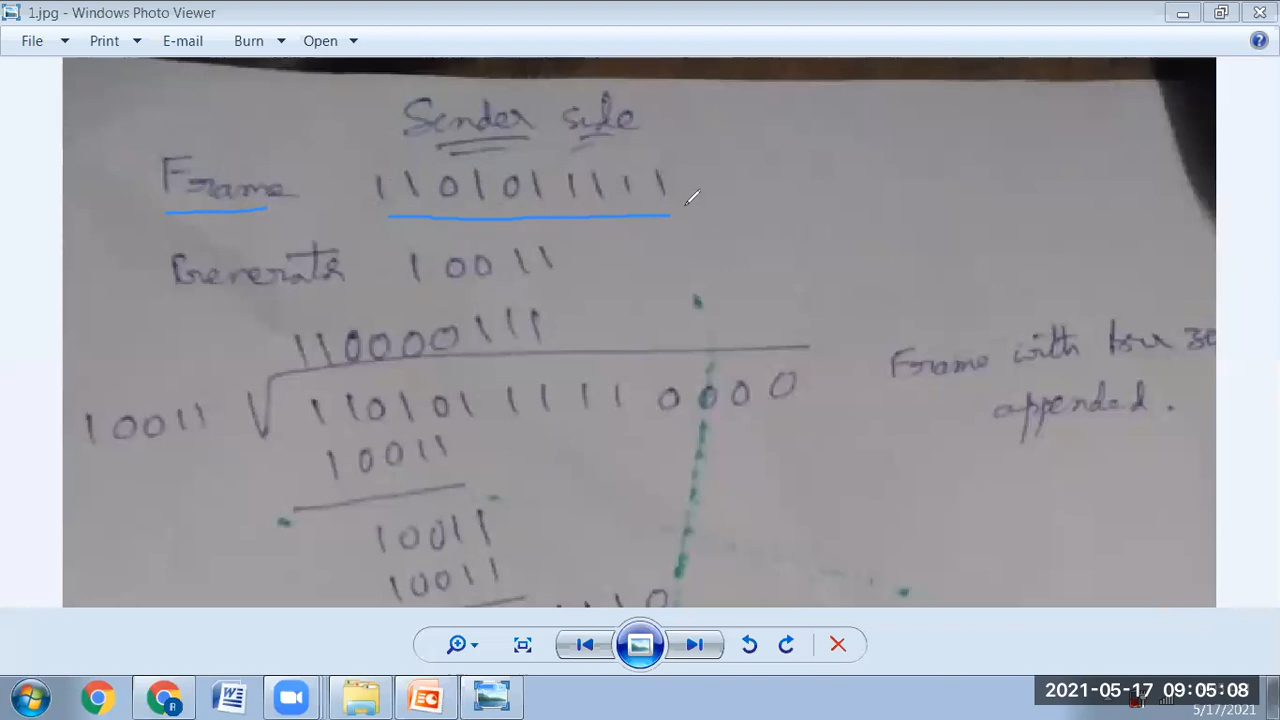 1.jpg - Windows Photo Viewer
File Print E-mail Burn Open
Sender side
Frame 1101011111
Generator 10011
110000111
10011 11010111110000
Frame with four
appended.
10011
10011
10011
1110
2021-05-17 09:05:08
5/17/2021